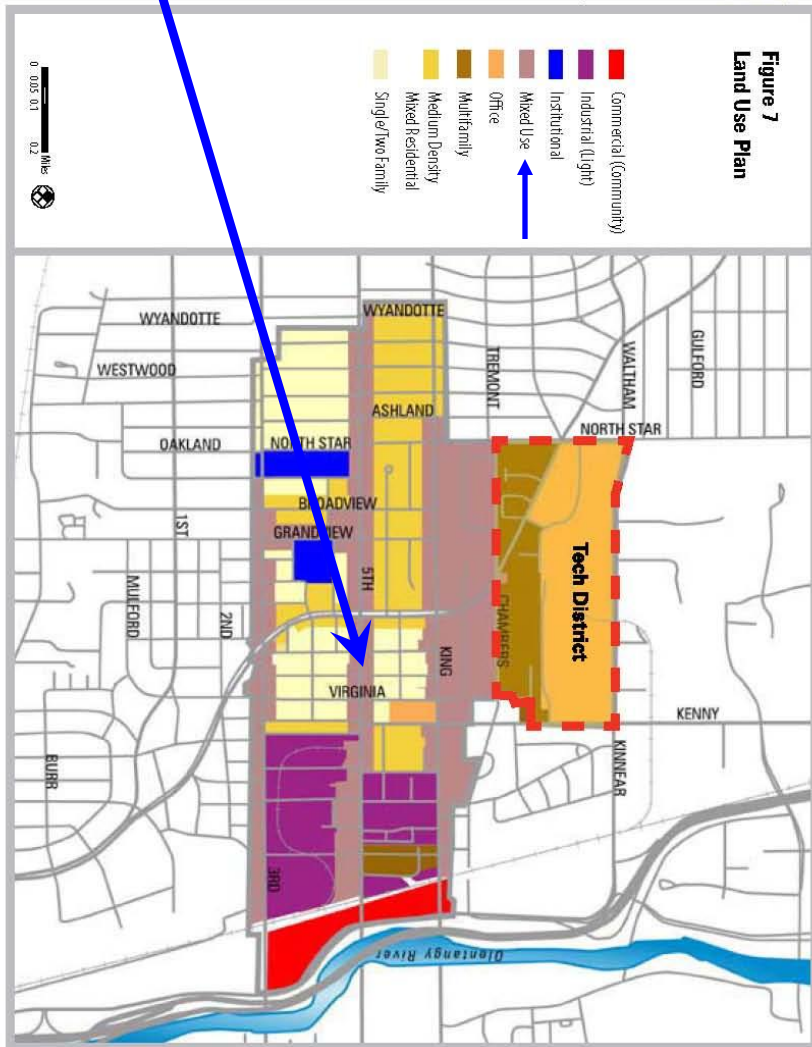 Figure 7
Land Use Plan
Commercial (Community)
Industrial (Light)
Institutional
Mixed Use
Office
Multifamily
Medium Density
Mixed Residential
Single/Two Family
0 0.05 0.1 0.2
Miles
WYANDOTTE
WYANDOTTE
WESTWOOD
TREMONT
WALTHAM
GULFORD
ASHLAND
OAKLAND
NORTH STAR
NORTH STAR
BROADVIEW
1ST
GRANDVIEW
5TH
Tech District
CHAMBERS
MULFORD
2ND
KING
VIRGINIA
KENNY
KINNEAR
BURR
3RD
Olentangy River